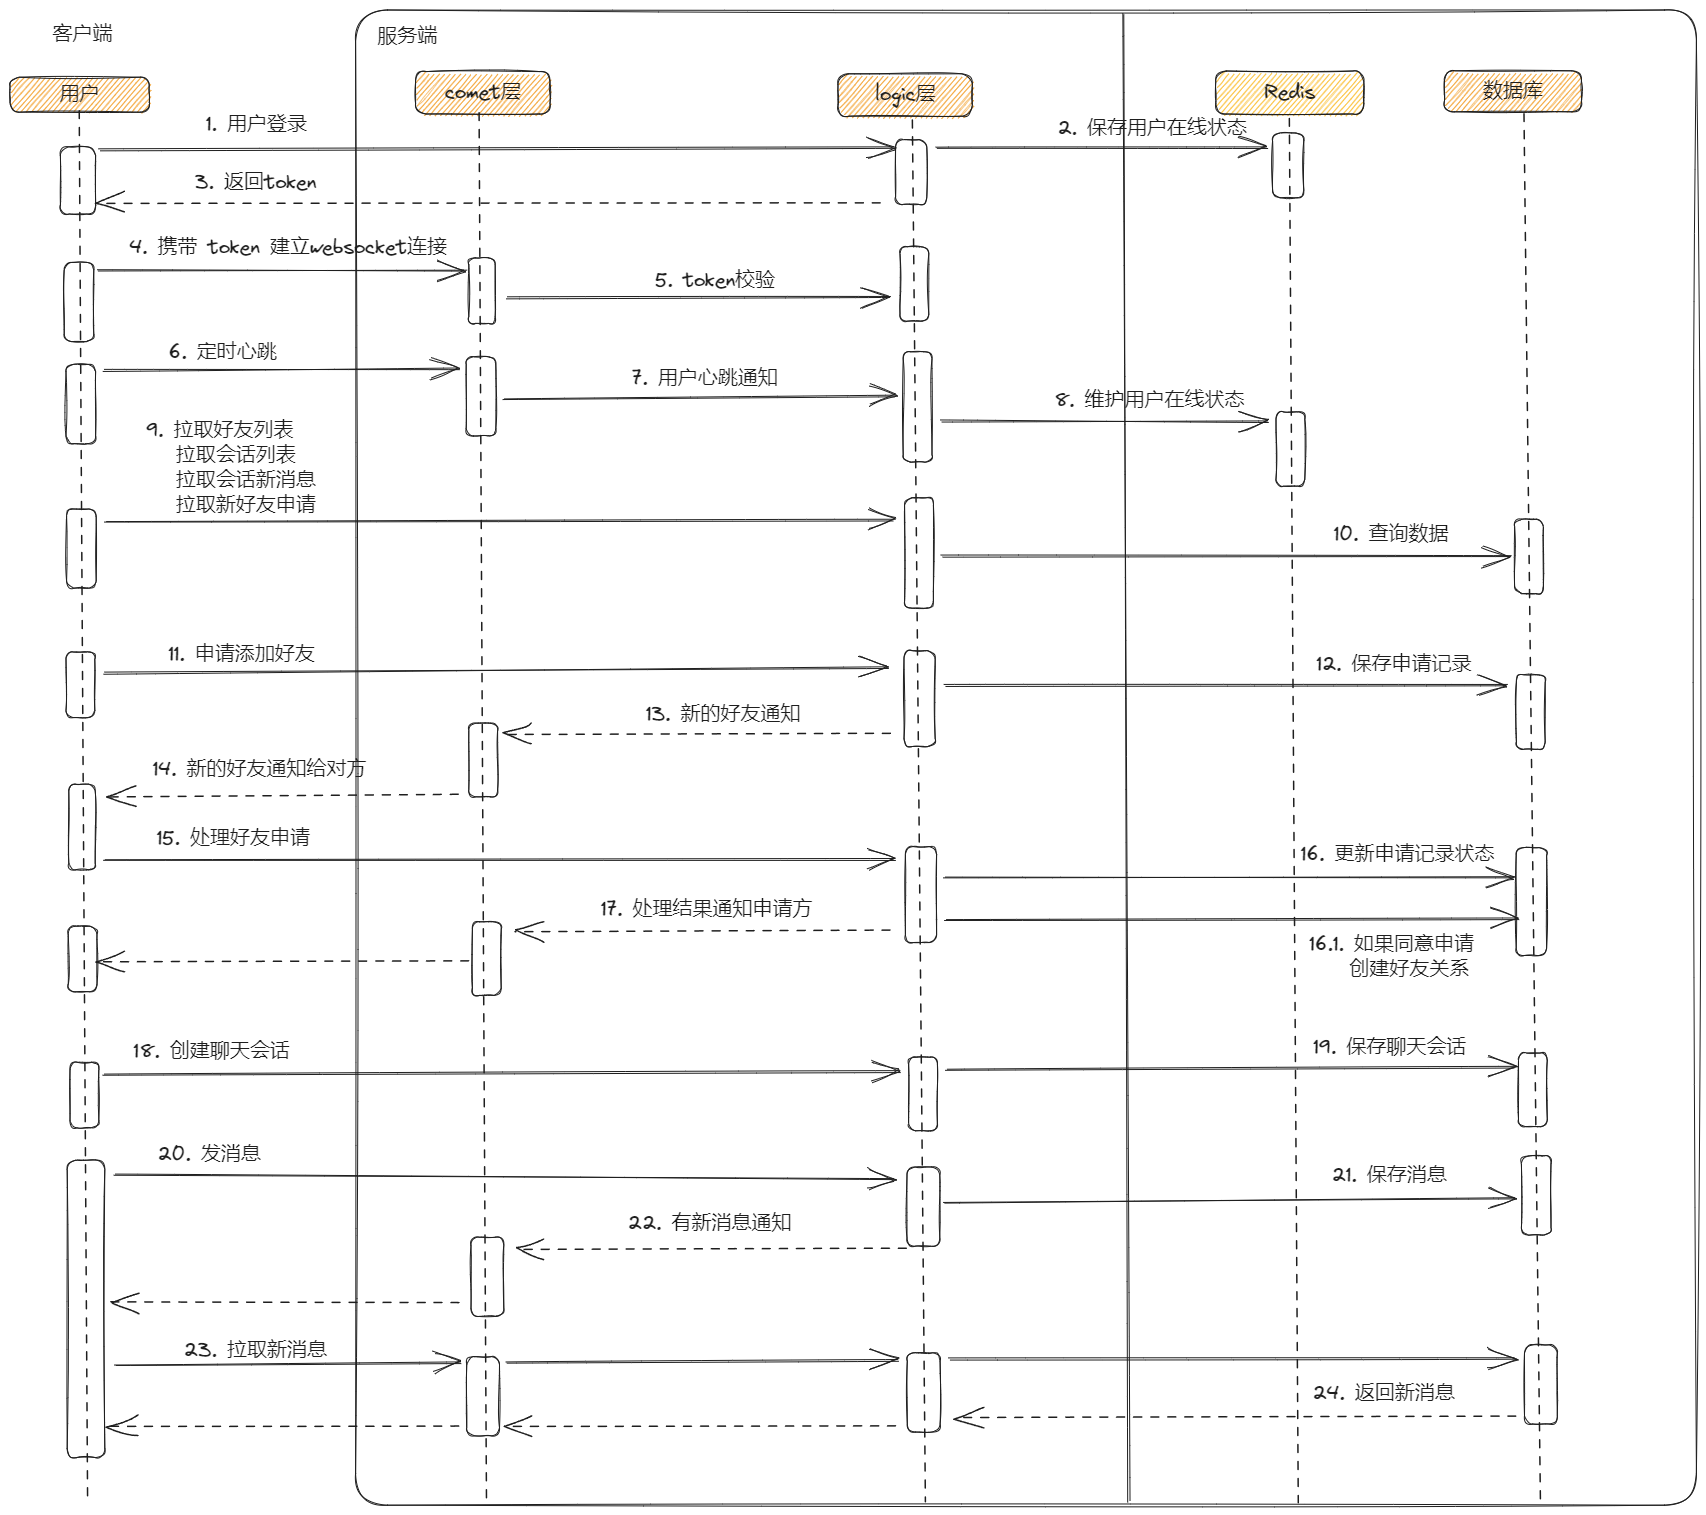 客户端
服务端
用户
comet层
logic层
Redis
数据库
1. 用户登录
2. 保存用户在线状态
3. 返回token
4. 携带 token 建立websocket连接
5. token校验
6. 定时心跳
7. 用户心跳通知
8. 维护用户在线状态
9. 拉取好友列表
拉取会话列表
拉取会话新消息
拉取新好友申请
10. 查询数据
11. 申请添加好友
12. 保存申请记录
13. 新的好友通知
14. 新的好友通知给对方
15. 处理好友申请
16. 更新申请记录状态
17. 处理结果通知申请方
16.1. 如果同意申请
创建好友关系
18. 创建聊天会话
19. 保存聊天会话
20. 发消息
21. 保存消息
22. 有新消息通知
23. 拉取新消息
24. 返回新消息